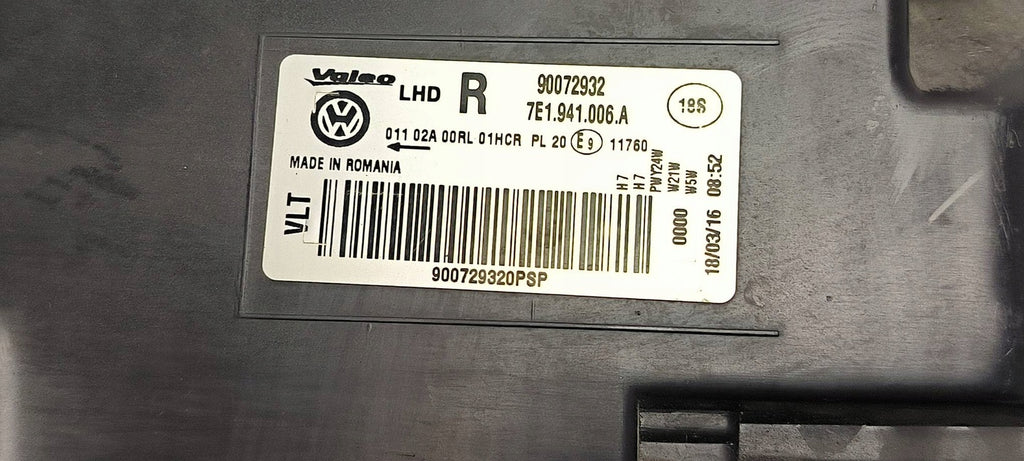 Valeo
LHD R
90072932
7E1.941.006.A
18S
011 02A 00RL 01HCR PL 20 E9 11760
MADE IN ROMANIA
VLT
H7
H7
PWY24W
W21W
W5W
0000
18/03/16 08:52
900729320PSP